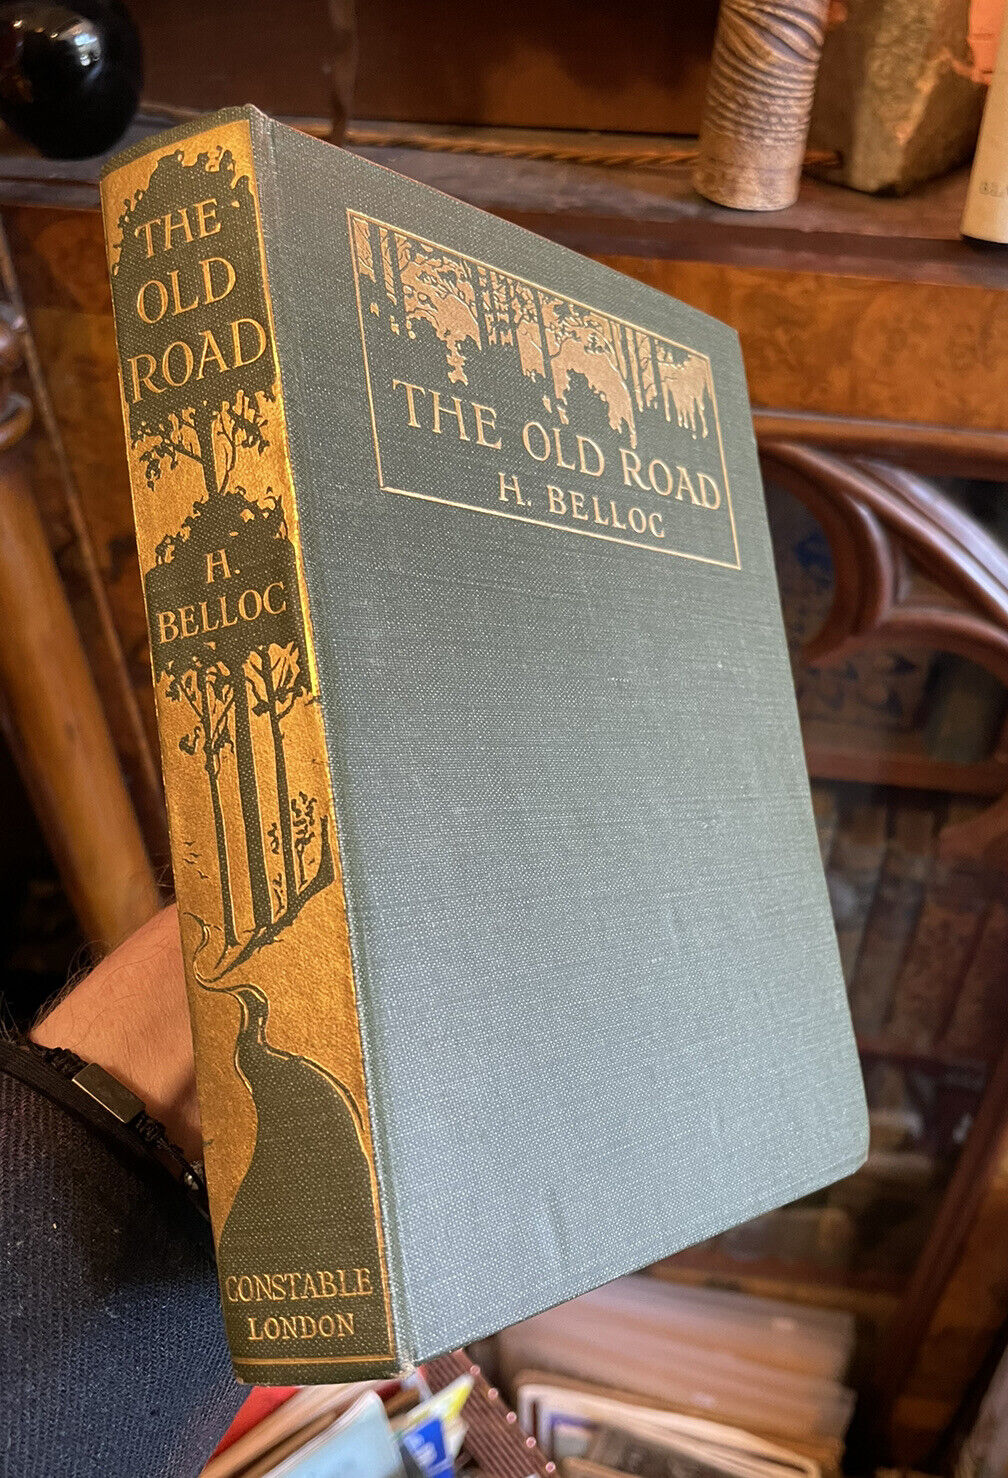 THE
OLD
ROAD
H.
BELLOC
CONSTABLE
LONDON
THE OLD ROAD
H. BELLOC